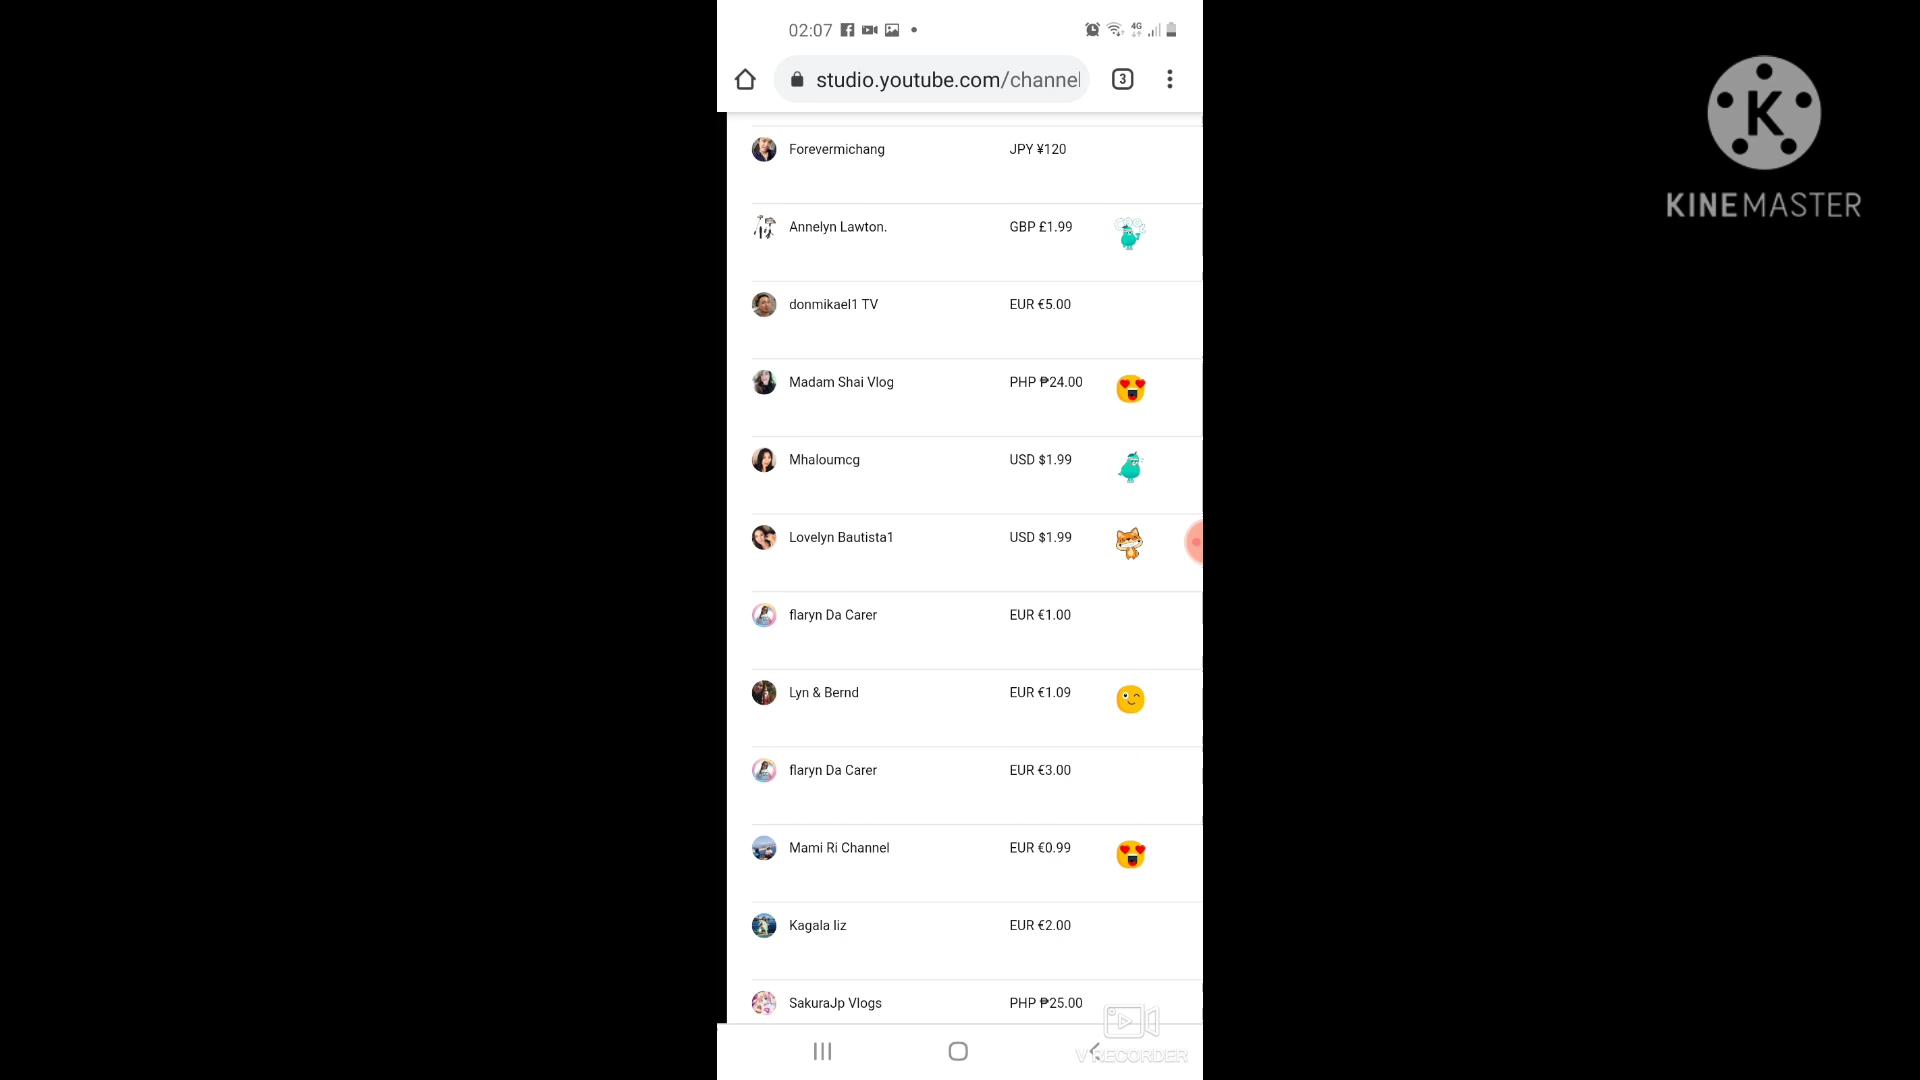 02:07
4G
studio.youtube.com/channel
3
Forevermichang JPY ¥120
Annelyn Lawton. GBP £1.99
donmikael1 TV EUR €5.00
Madam Shai Vlog PHP ₱24.00
Mhaloumcg USD $1.99
Lovelyn Bautista1 USD $1.99
flaryn Da Carer EUR €1.00
Lyn & Bernd EUR €1.09
flaryn Da Carer EUR €3.00
Mami Ri Channel EUR €0.99
Kagala liz EUR €2.00
SakuraJp Vlogs PHP ₱25.00
V RECORDER
K
KINEMASTER